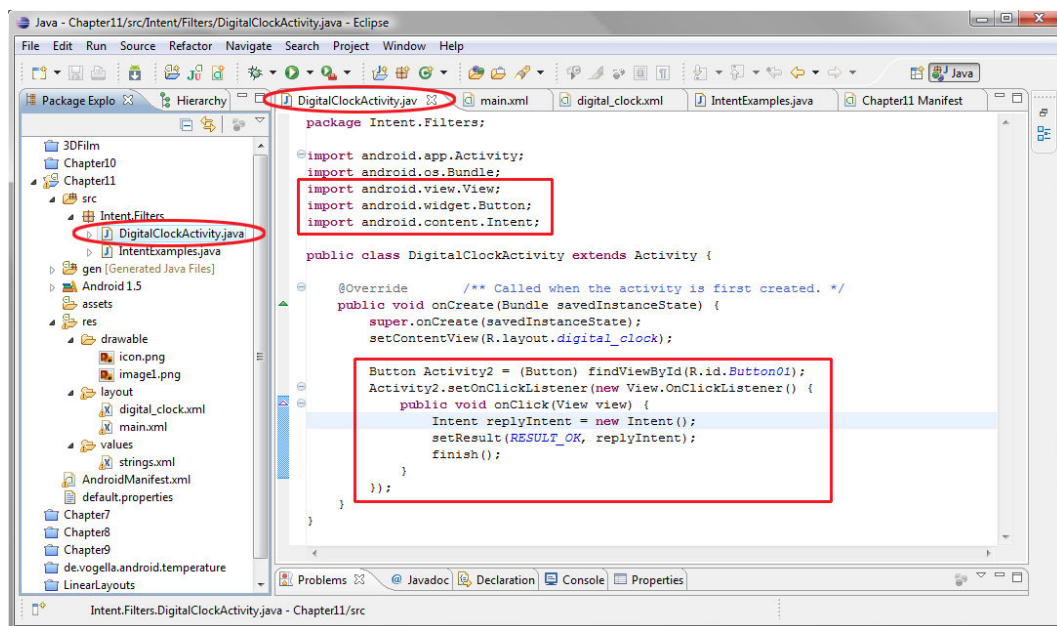 Java - Chapter11/src/Intent/Filters/DigitalClockActivity.java - Eclipse
File Edit Run Source Refactor Navigate Search Project Window Help
Java
Package Explo
Hierarchy
DigitalClockActivity.jav
main.xml
digital_clock.xml
IntentExamples.java
Chapter11 Manifest
3DFilm
Chapter10
Chapter11
src
Intent.Filters
DigitalClockActivity.java
IntentExamples.java
gen [Generated Java Files]
Android 1.5
assets
res
drawable
icon.png
image1.png
layout
digital_clock.xml
main.xml
values
strings.xml
AndroidManifest.xml
default.properties
Chapter7
Chapter8
Chapter9
de.vogella.android.temperature
LinearLayouts
package Intent.Filters;
import android.app.Activity;
import android.os.Bundle;
import android.view.View;
import android.widget.Button;
import android.content.Intent;
public class DigitalClockActivity extends Activity {
@Override /** Called when the activity is first created. */
public void onCreate(Bundle savedInstanceState) {
super.onCreate(savedInstanceState);
setContentView(R.layout.digital_clock);
Button Activity2 = (Button) findViewById(R.id.Button01);
Activity2.setOnClickListener(new View.OnClickListener() {
public void onClick(View view) {
Intent replyIntent = new Intent();
setResult(RESULT_OK, replyIntent);
finish();
}
});
}
}
Problems
@ Javadoc
Declaration
Console
Properties
Intent.Filters.DigitalClockActivity.java - Chapter11/src